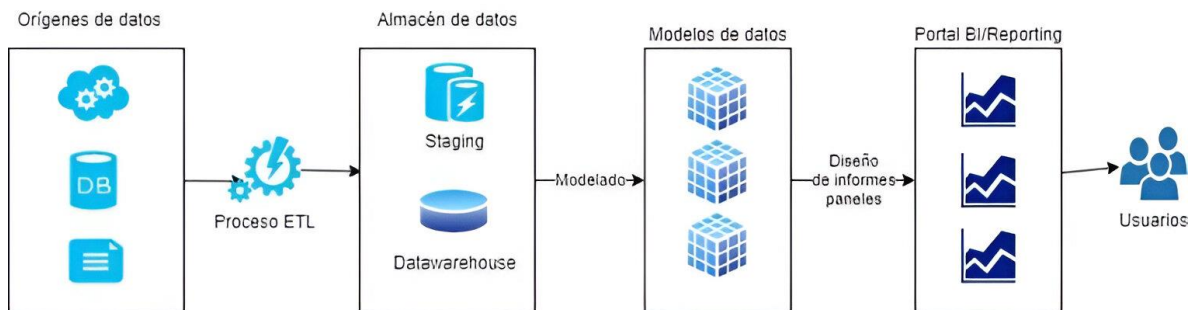 Orígenes de datos
Almacén de datos
Modelos de datos
Portal BI/Reporting
DB
Proceso ETL
Staging
Datawarehouse
Modelado
Diseño
de informes
paneles
Usuarios